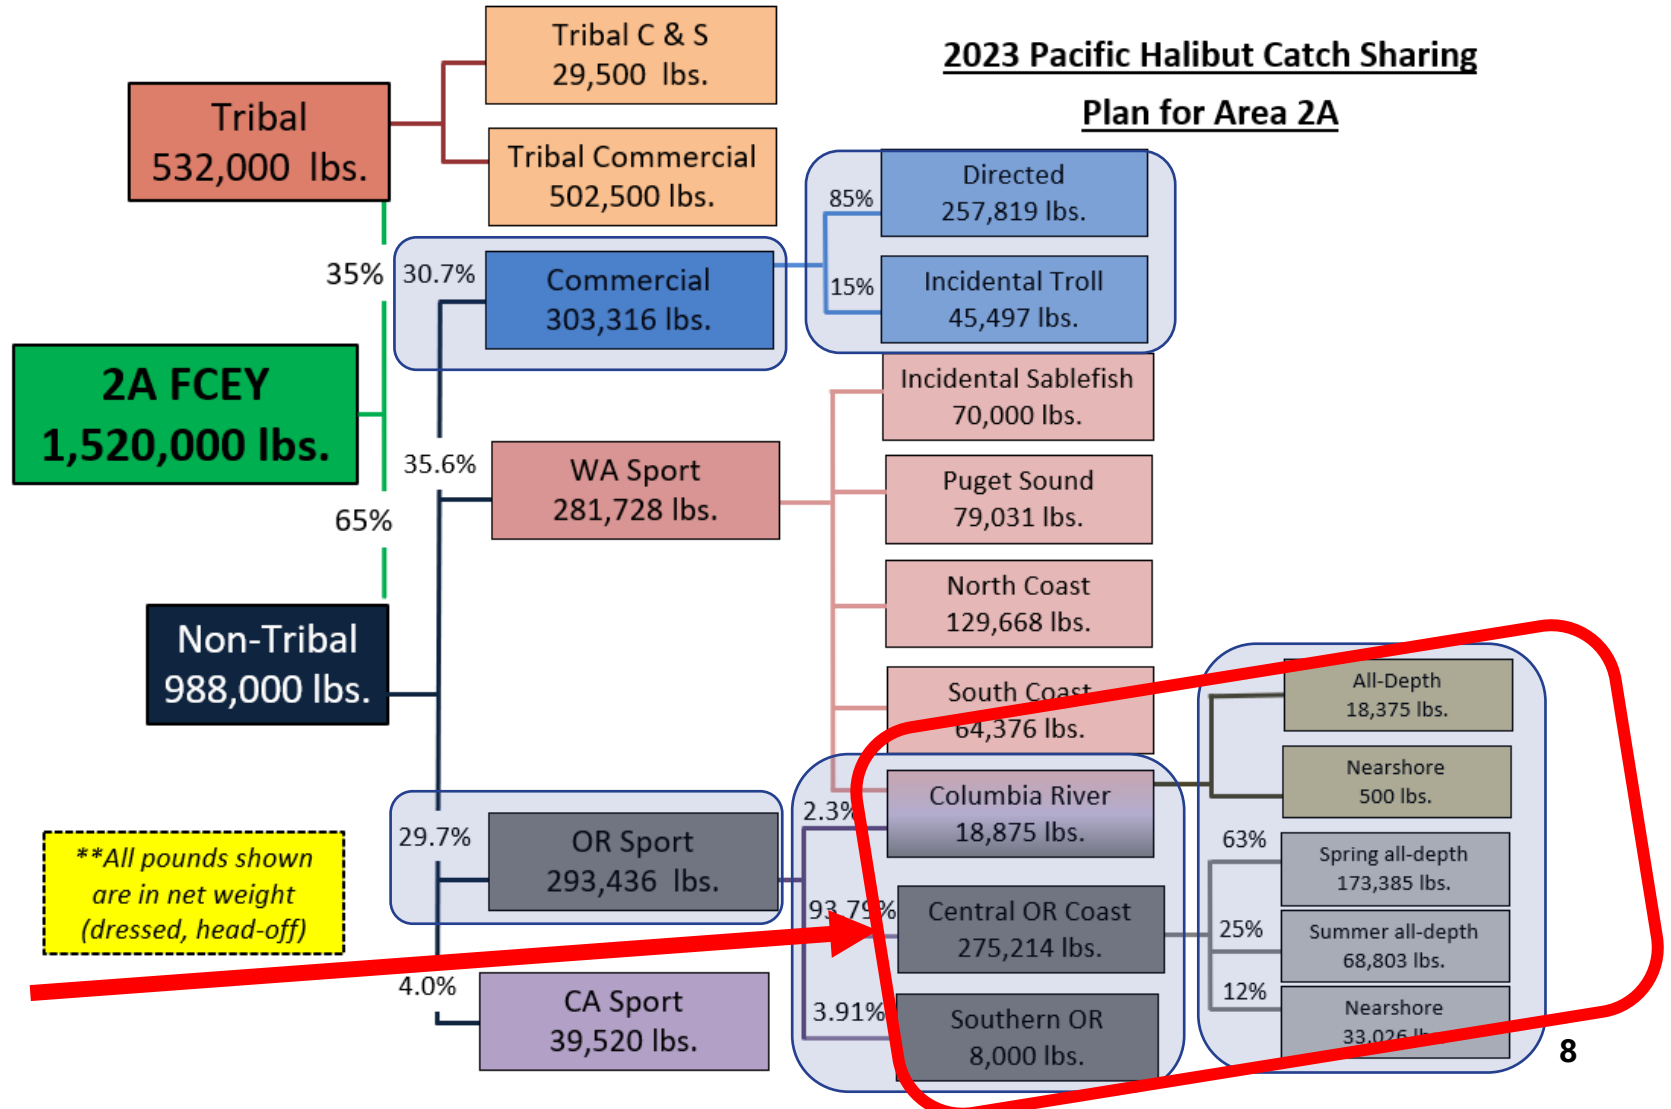 2023 Pacific Halibut Catch Sharing
Plan for Area 2A
Tribal C & S
29,500 lbs.
Tribal
532,000 lbs.
Tribal Commercial
502,500 lbs.
Directed
257,819 lbs.
85%
35%
30.7%
Commercial
303,316 lbs.
15%
Incidental Troll
45,497 lbs.
2A FCEY
1,520,000 lbs.
Incidental Sablefish
70,000 lbs.
35.6%
WA Sport
281,728 lbs.
Puget Sound
79,031 lbs.
65%
North Coast
129,668 lbs.
Non-Tribal
988,000 lbs.
South Coast
64,376 lbs.
All-Depth
18,375 lbs.
Nearshore
500 lbs.
2.3%
Columbia River
18,875 lbs.
29.7%
OR Sport
293,436 lbs.
**All pounds shown
are in net weight
(dressed, head-off)
63%
Spring all-depth
173,385 lbs.
93.79%
Central OR Coast
275,214 lbs.
25%
Summer all-depth
68,803 lbs.
4.0%
CA Sport
39,520 lbs.
3.91%
Southern OR
8,000 lbs.
12%
Nearshore
33,026 lbs.
8